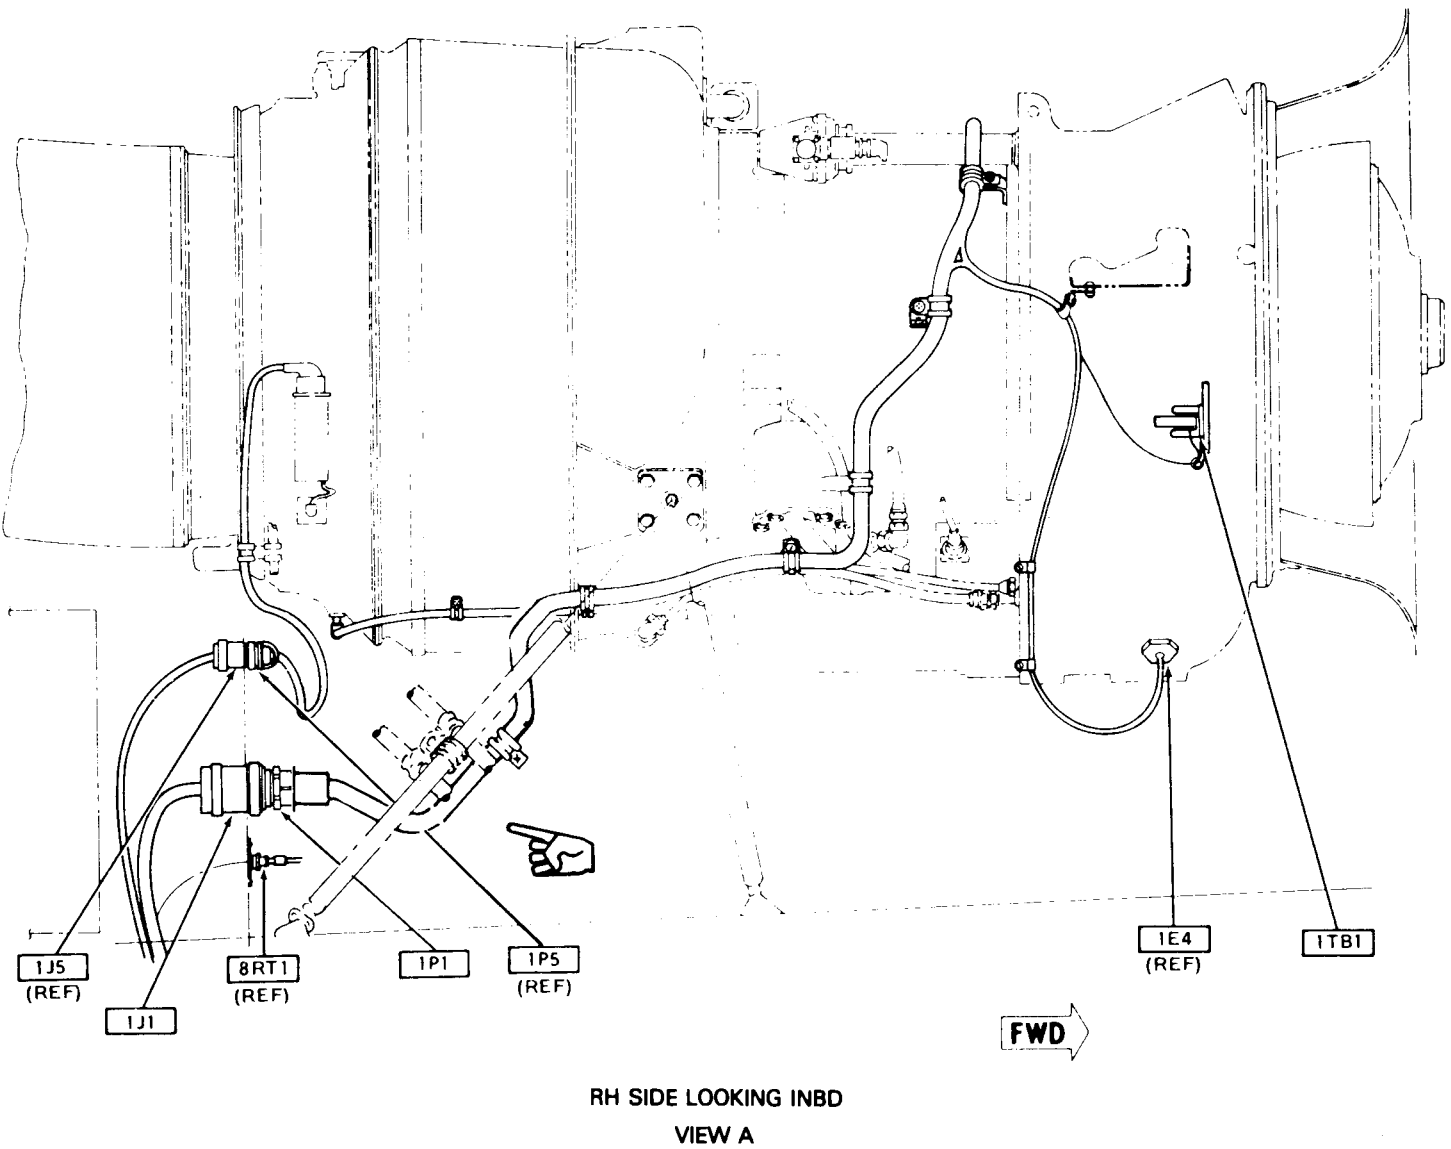 1J5
(REF)
1J1
8RT1
(REF)
1P1
1P5
(REF)
1E4
(REF)
1TB1
FWD
RH SIDE LOOKING INBD
VIEW A